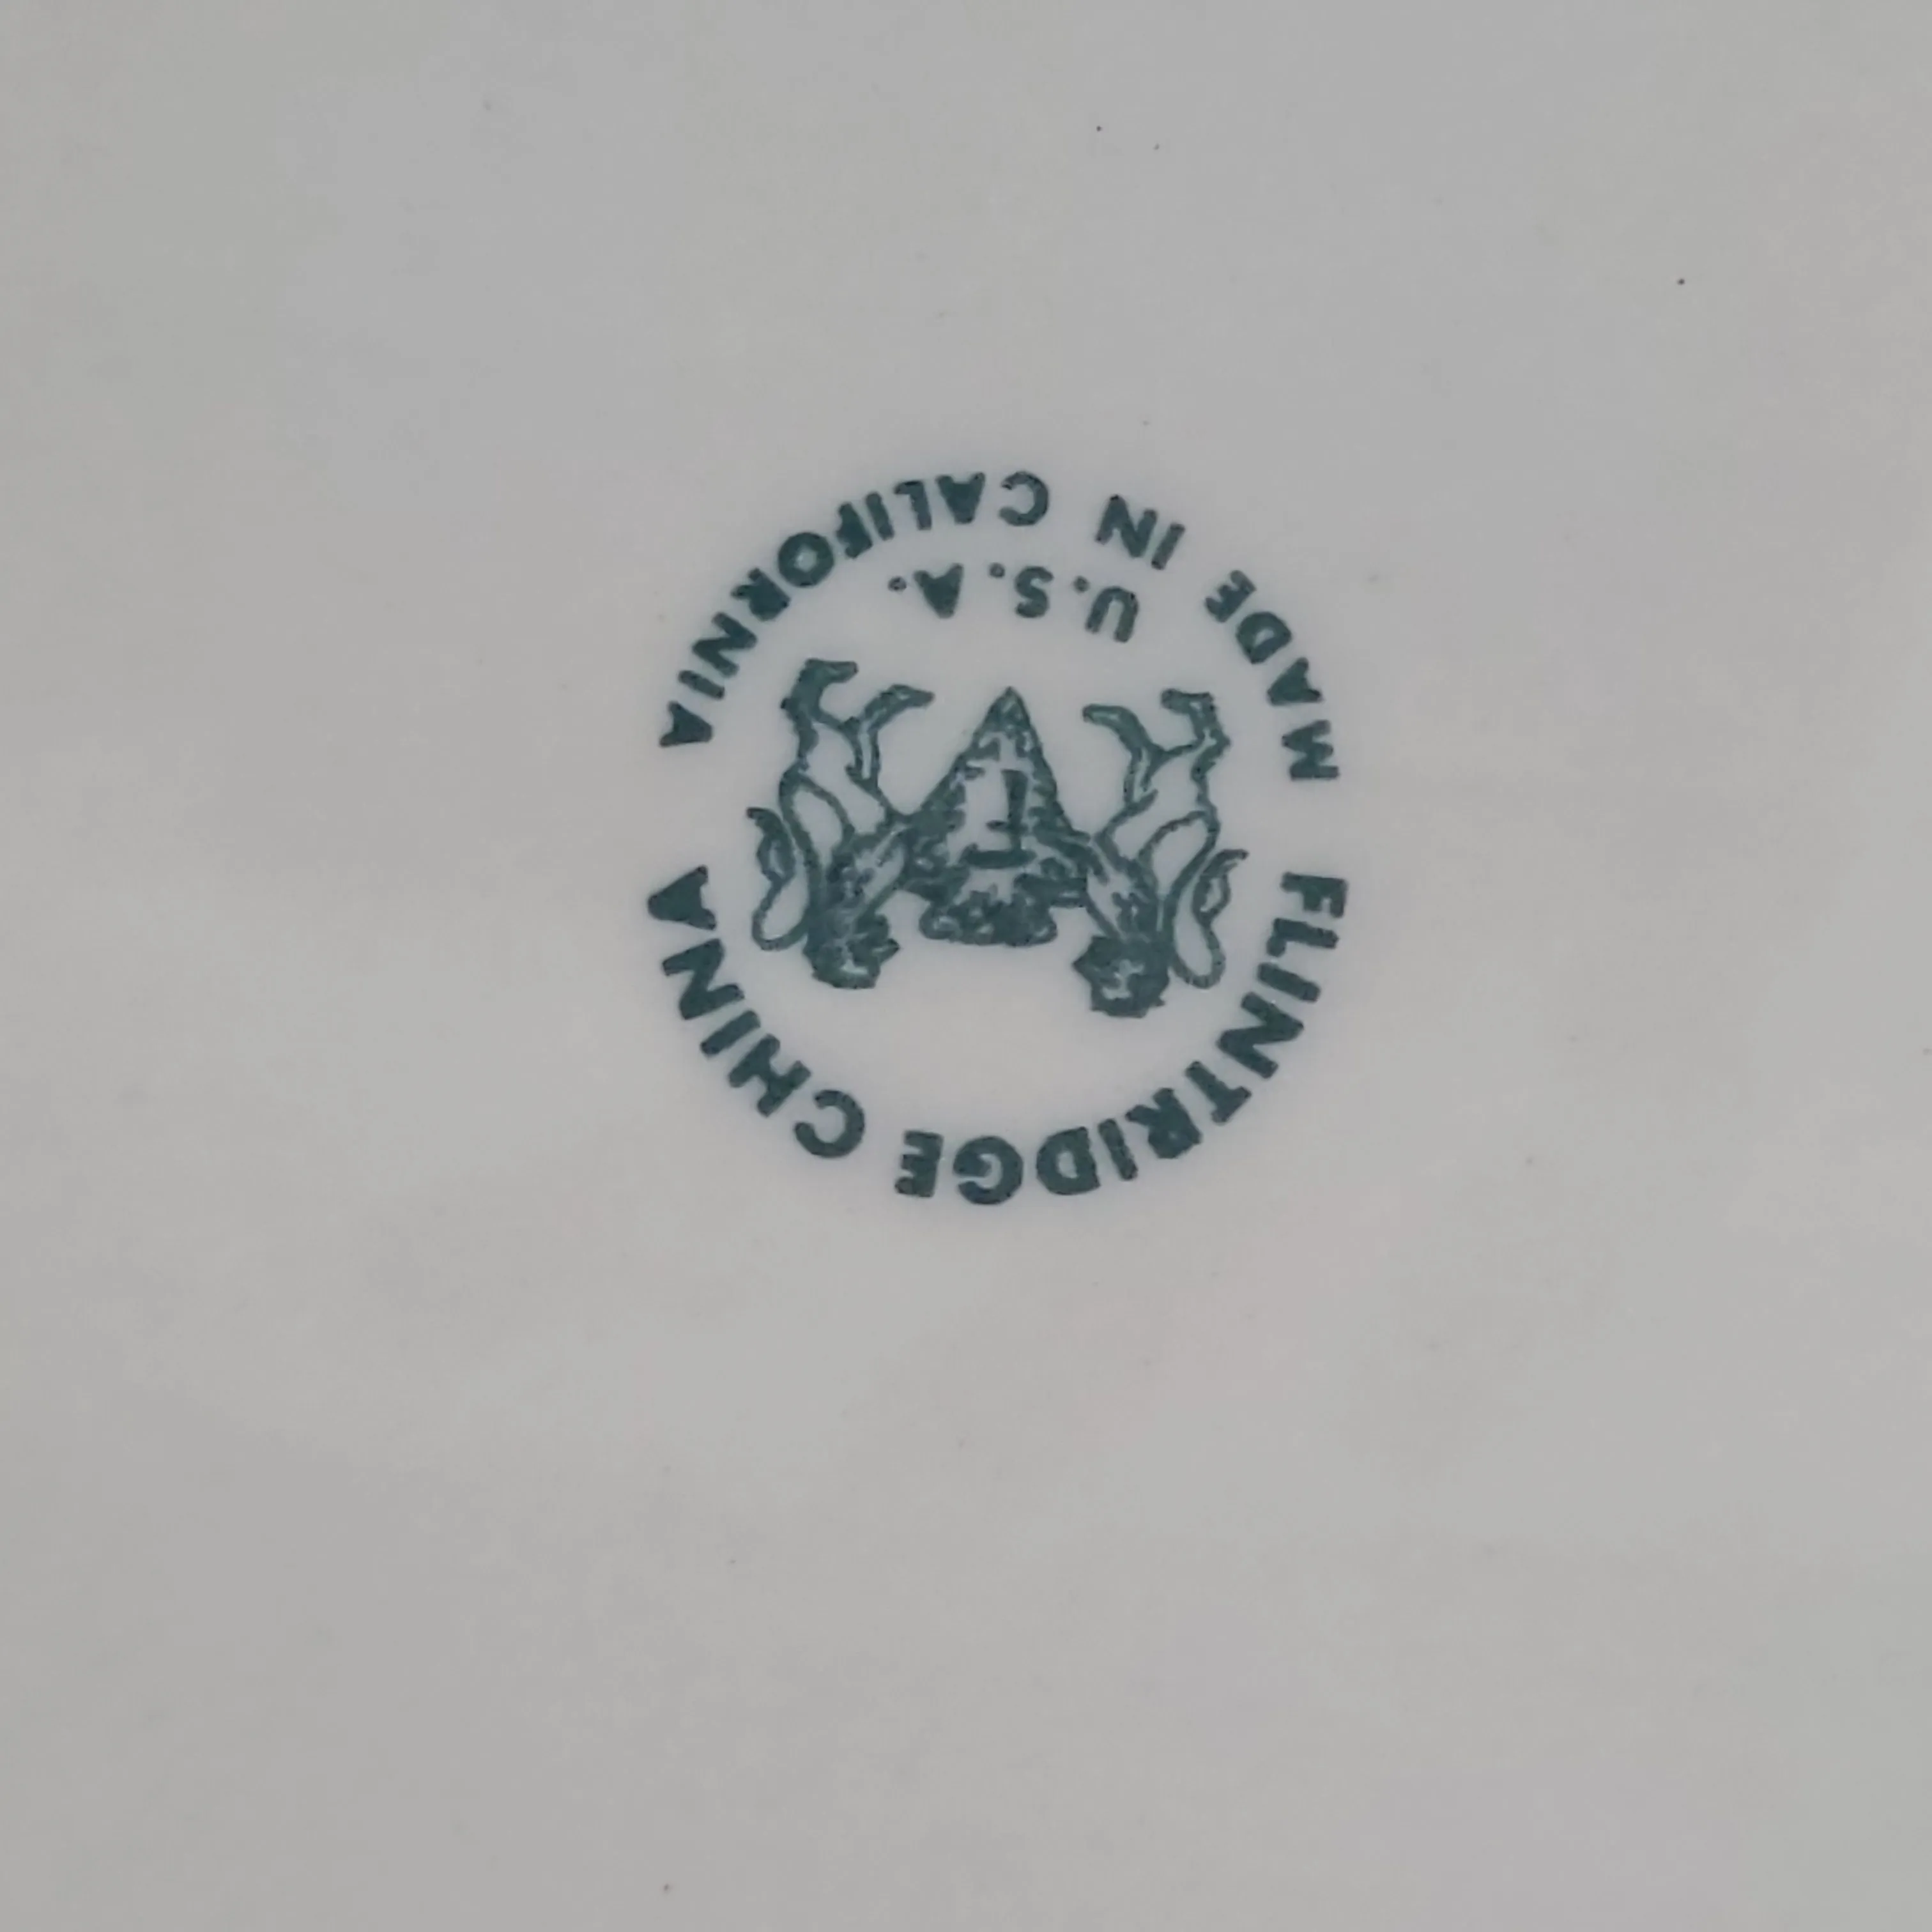 FLINTRIDGE CHINA
F
U.S.A.
MADE IN CALIFORNIA